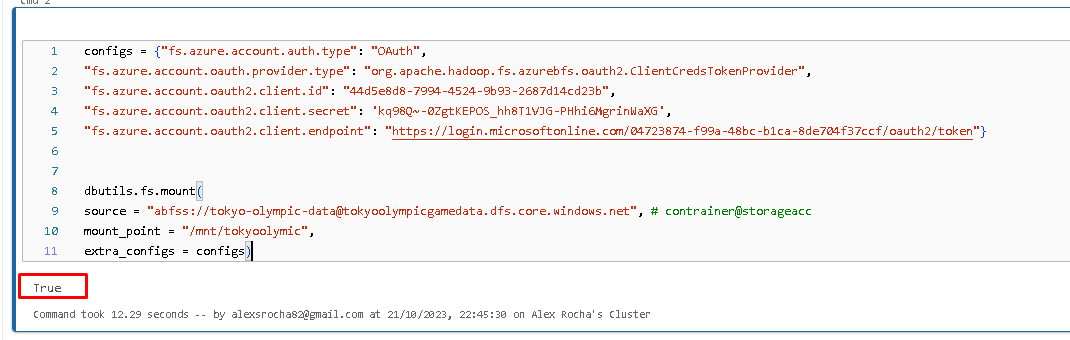 Cmd 2
1 configs = {"fs.azure.account.auth.type": "OAuth",
2 "fs.azure.account.oauth.provider.type": "org.apache.hadoop.fs.azurebfs.oauth2.ClientCredsTokenProvider",
3 "fs.azure.account.oauth2.client.id": "44d5e8d8-7994-4524-9b93-2687d14cd23b",
4 "fs.azure.account.oauth2.client.secret": 'kq98Q~-0ZgtKEPOS_hh8T1VJG-PHhi6MgrinWaXG',
5 "fs.azure.account.oauth2.client.endpoint": "https://login.microsoftonline.com/04723874-f99a-48bc-b1ca-8de704f37ccf/oauth2/token"}
6
7
8 dbutils.fs.mount(
9 source = "abfss://tokyo-olympic-data@tokyoolympicgamedata.dfs.core.windows.net", # contrainer@storageacc
10 mount_point = "/mnt/tokyoolymic",
11 extra_configs = configs)
True
Command took 12.29 seconds -- by alexsrocha82@gmail.com at 21/10/2023, 22:45:30 on Alex Rocha's Cluster